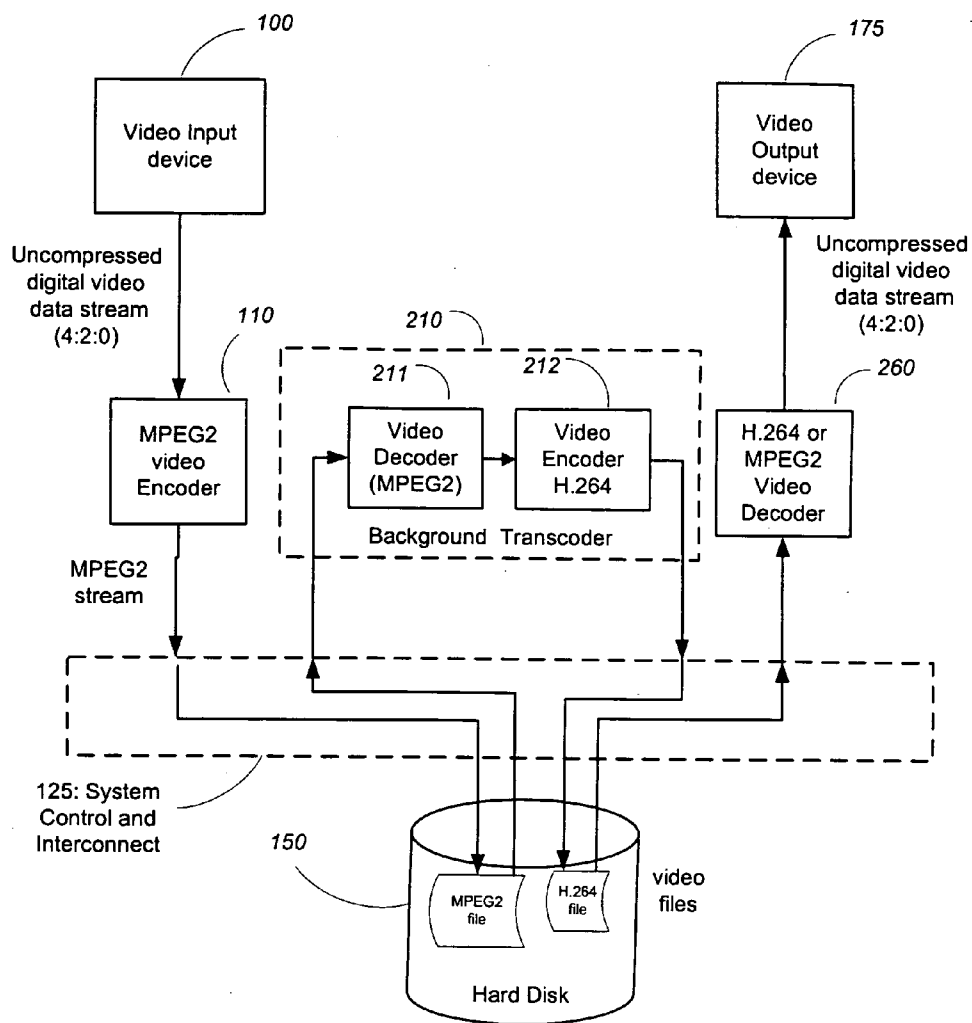 100
175
Video Input
device
Video
Output
device
Uncompressed
digital video
data stream
(4:2:0)
Uncompressed
digital video
data stream
(4:2:0)
110
210
211
212
260
MPEG2
video
Encoder
Video
Decoder
(MPEG2)
Video
Encoder
H.264
H.264 or
MPEG2
Video
Decoder
Background Transcoder
MPEG2
stream
125: System
Control and
Interconnect
150
MPEG2
file
H.264
file
video
files
Hard Disk